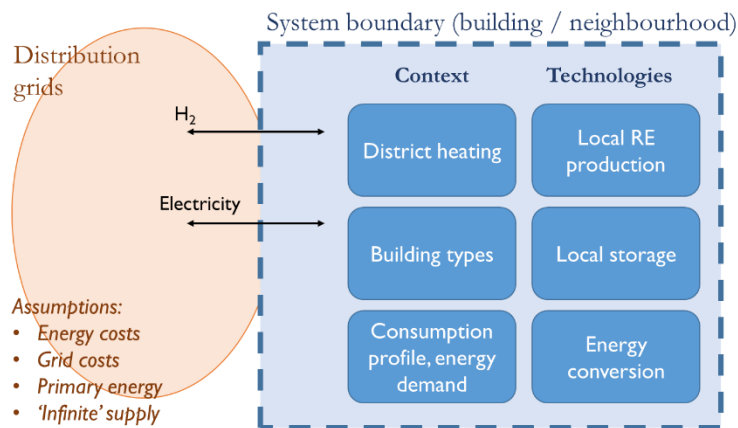 System boundary (building / neighbourhood)
Distribution
grids
Context
Technologies
H₂
Electricity
District heating
Local RE
production
Building types
Local storage
Consumption
profile, energy
demand
Energy
conversion
Assumptions:
• Energy costs
• Grid costs
• Primary energy
• ‘Infinite’ supply